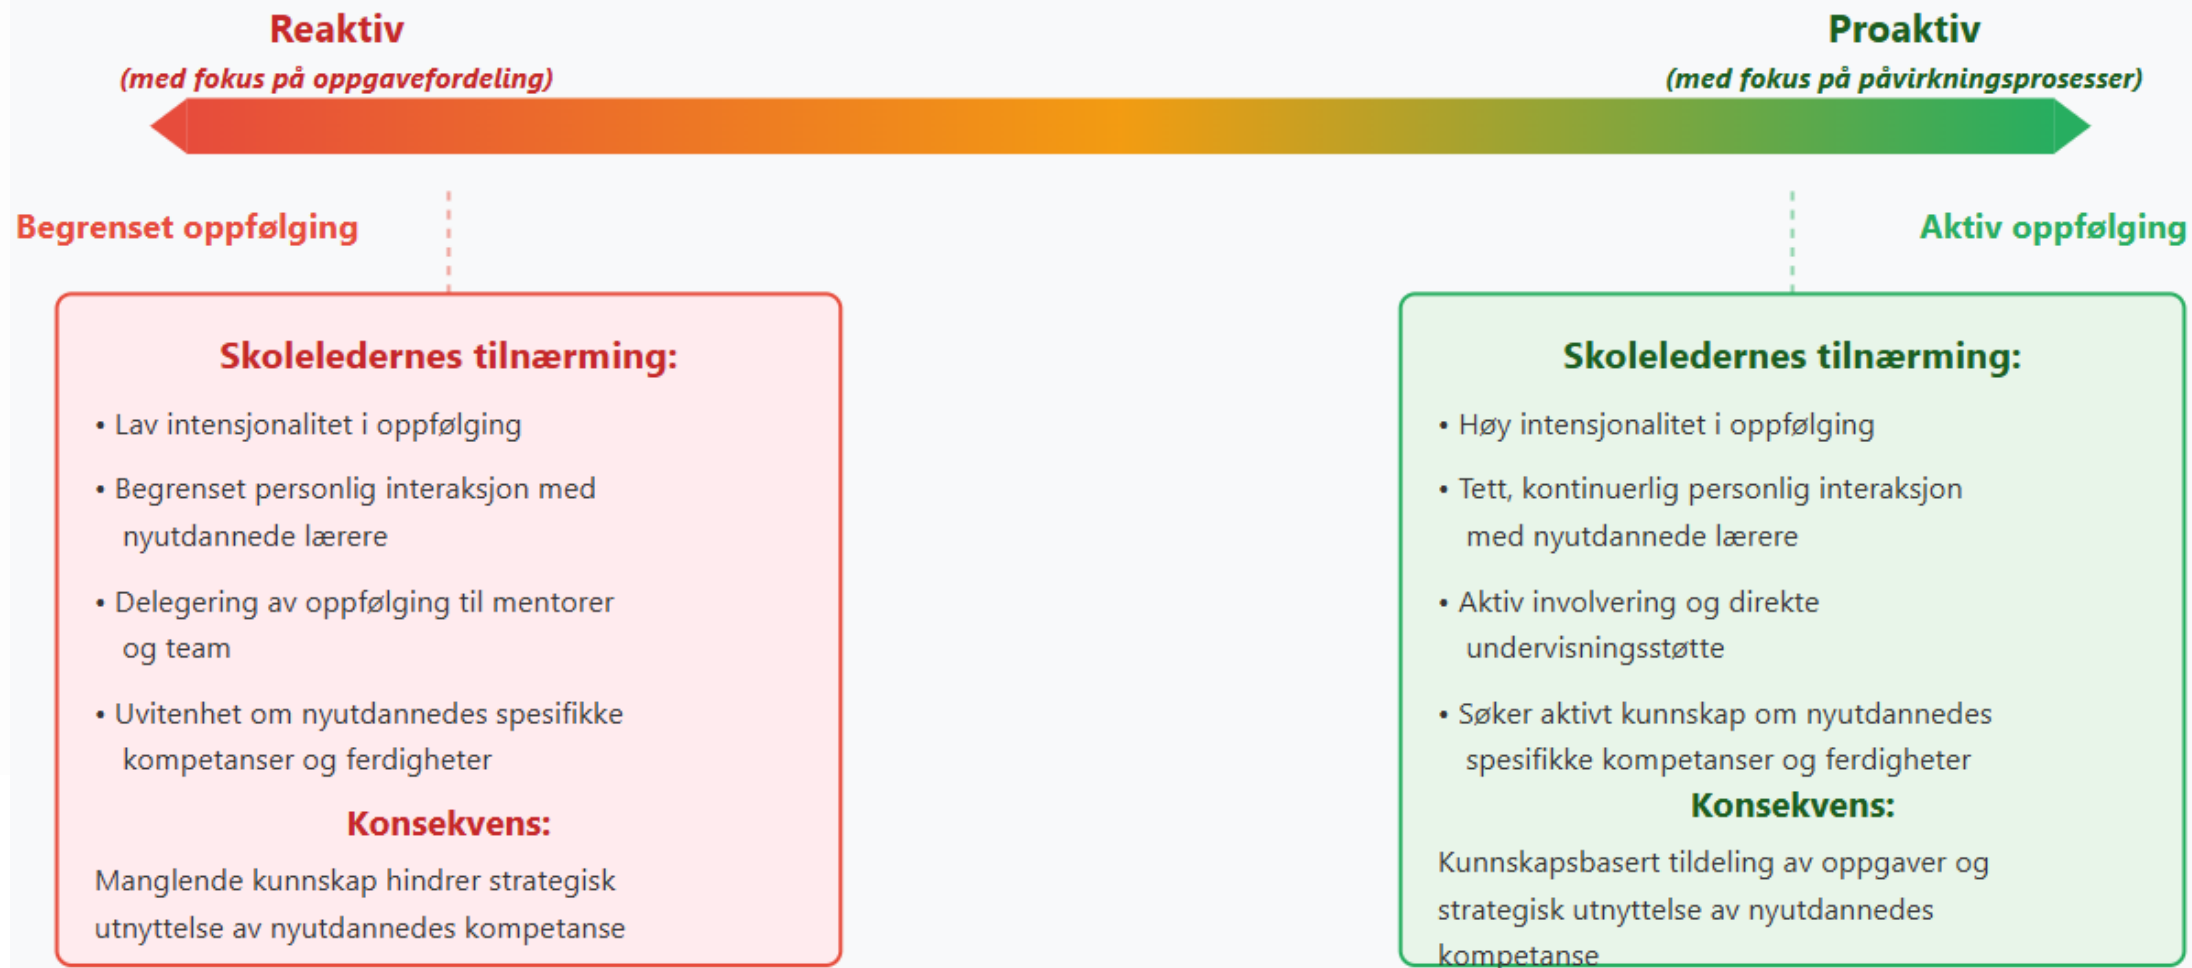 Reaktiv
(med fokus på oppgavefordeling)
Proaktiv
(med fokus på påvirkningsprosesser)
Begrenset oppfølging
Aktiv oppfølging
Skoleledernes tilnærming:
• Lav intensjonalitet i oppfølging
• Begrenset personlig interaksjon med
nyutdannede lærere
• Delegering av oppfølging til mentorer
og team
• Uvitenhet om nyutdannedes spesifikke
kompetanser og ferdigheter
Konsekvens:
Manglende kunnskap hindrer strategisk
utnyttelse av nyutdannedes kompetanse
Skoleledernes tilnærming:
• Høy intensjonalitet i oppfølging
• Tett, kontinuerlig personlig interaksjon
med nyutdannede lærere
• Aktiv involvering og direkte
undervisningsstøtte
• Søker aktivt kunnskap om nyutdannedes
spesifikke kompetanser og ferdigheter
Konsekvens:
Kunnskapsbasert tildeling av oppgaver og
strategisk utnyttelse av nyutdannedes
kompetanse